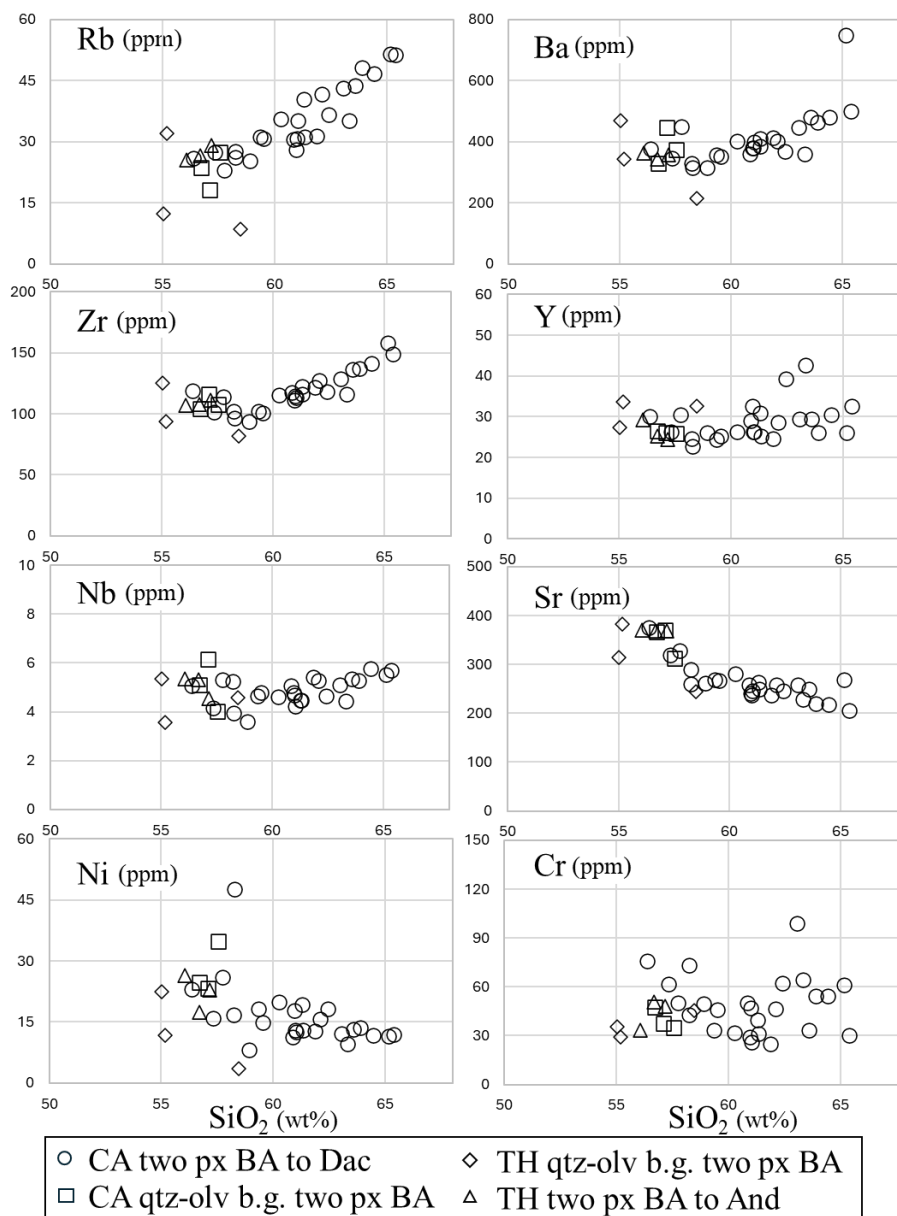 Rb (ppm)
60
45
30
15
0
50 55 60 65
Ba (ppm)
800
600
400
200
0
50 55 60 65
Zr (ppm)
200
150
100
50
0
50 55 60 65
Y (ppm)
60
50
40
30
20
10
0
50 55 60 65
Nb (ppm)
10
8
6
4
2
0
50 55 60 65
Sr (ppm)
500
400
300
200
100
0
50 55 60 65
Ni (ppm)
60
45
30
15
0
50 55 60 65
SiO₂ (wt%)
Cr (ppm)
150
120
90
60
30
0
50 55 60 65
SiO₂ (wt%)
CA two px BA to Dac
TH qtz-olv b.g. two px BA
CA qtz-olv b.g. two px BA
TH two px BA to And